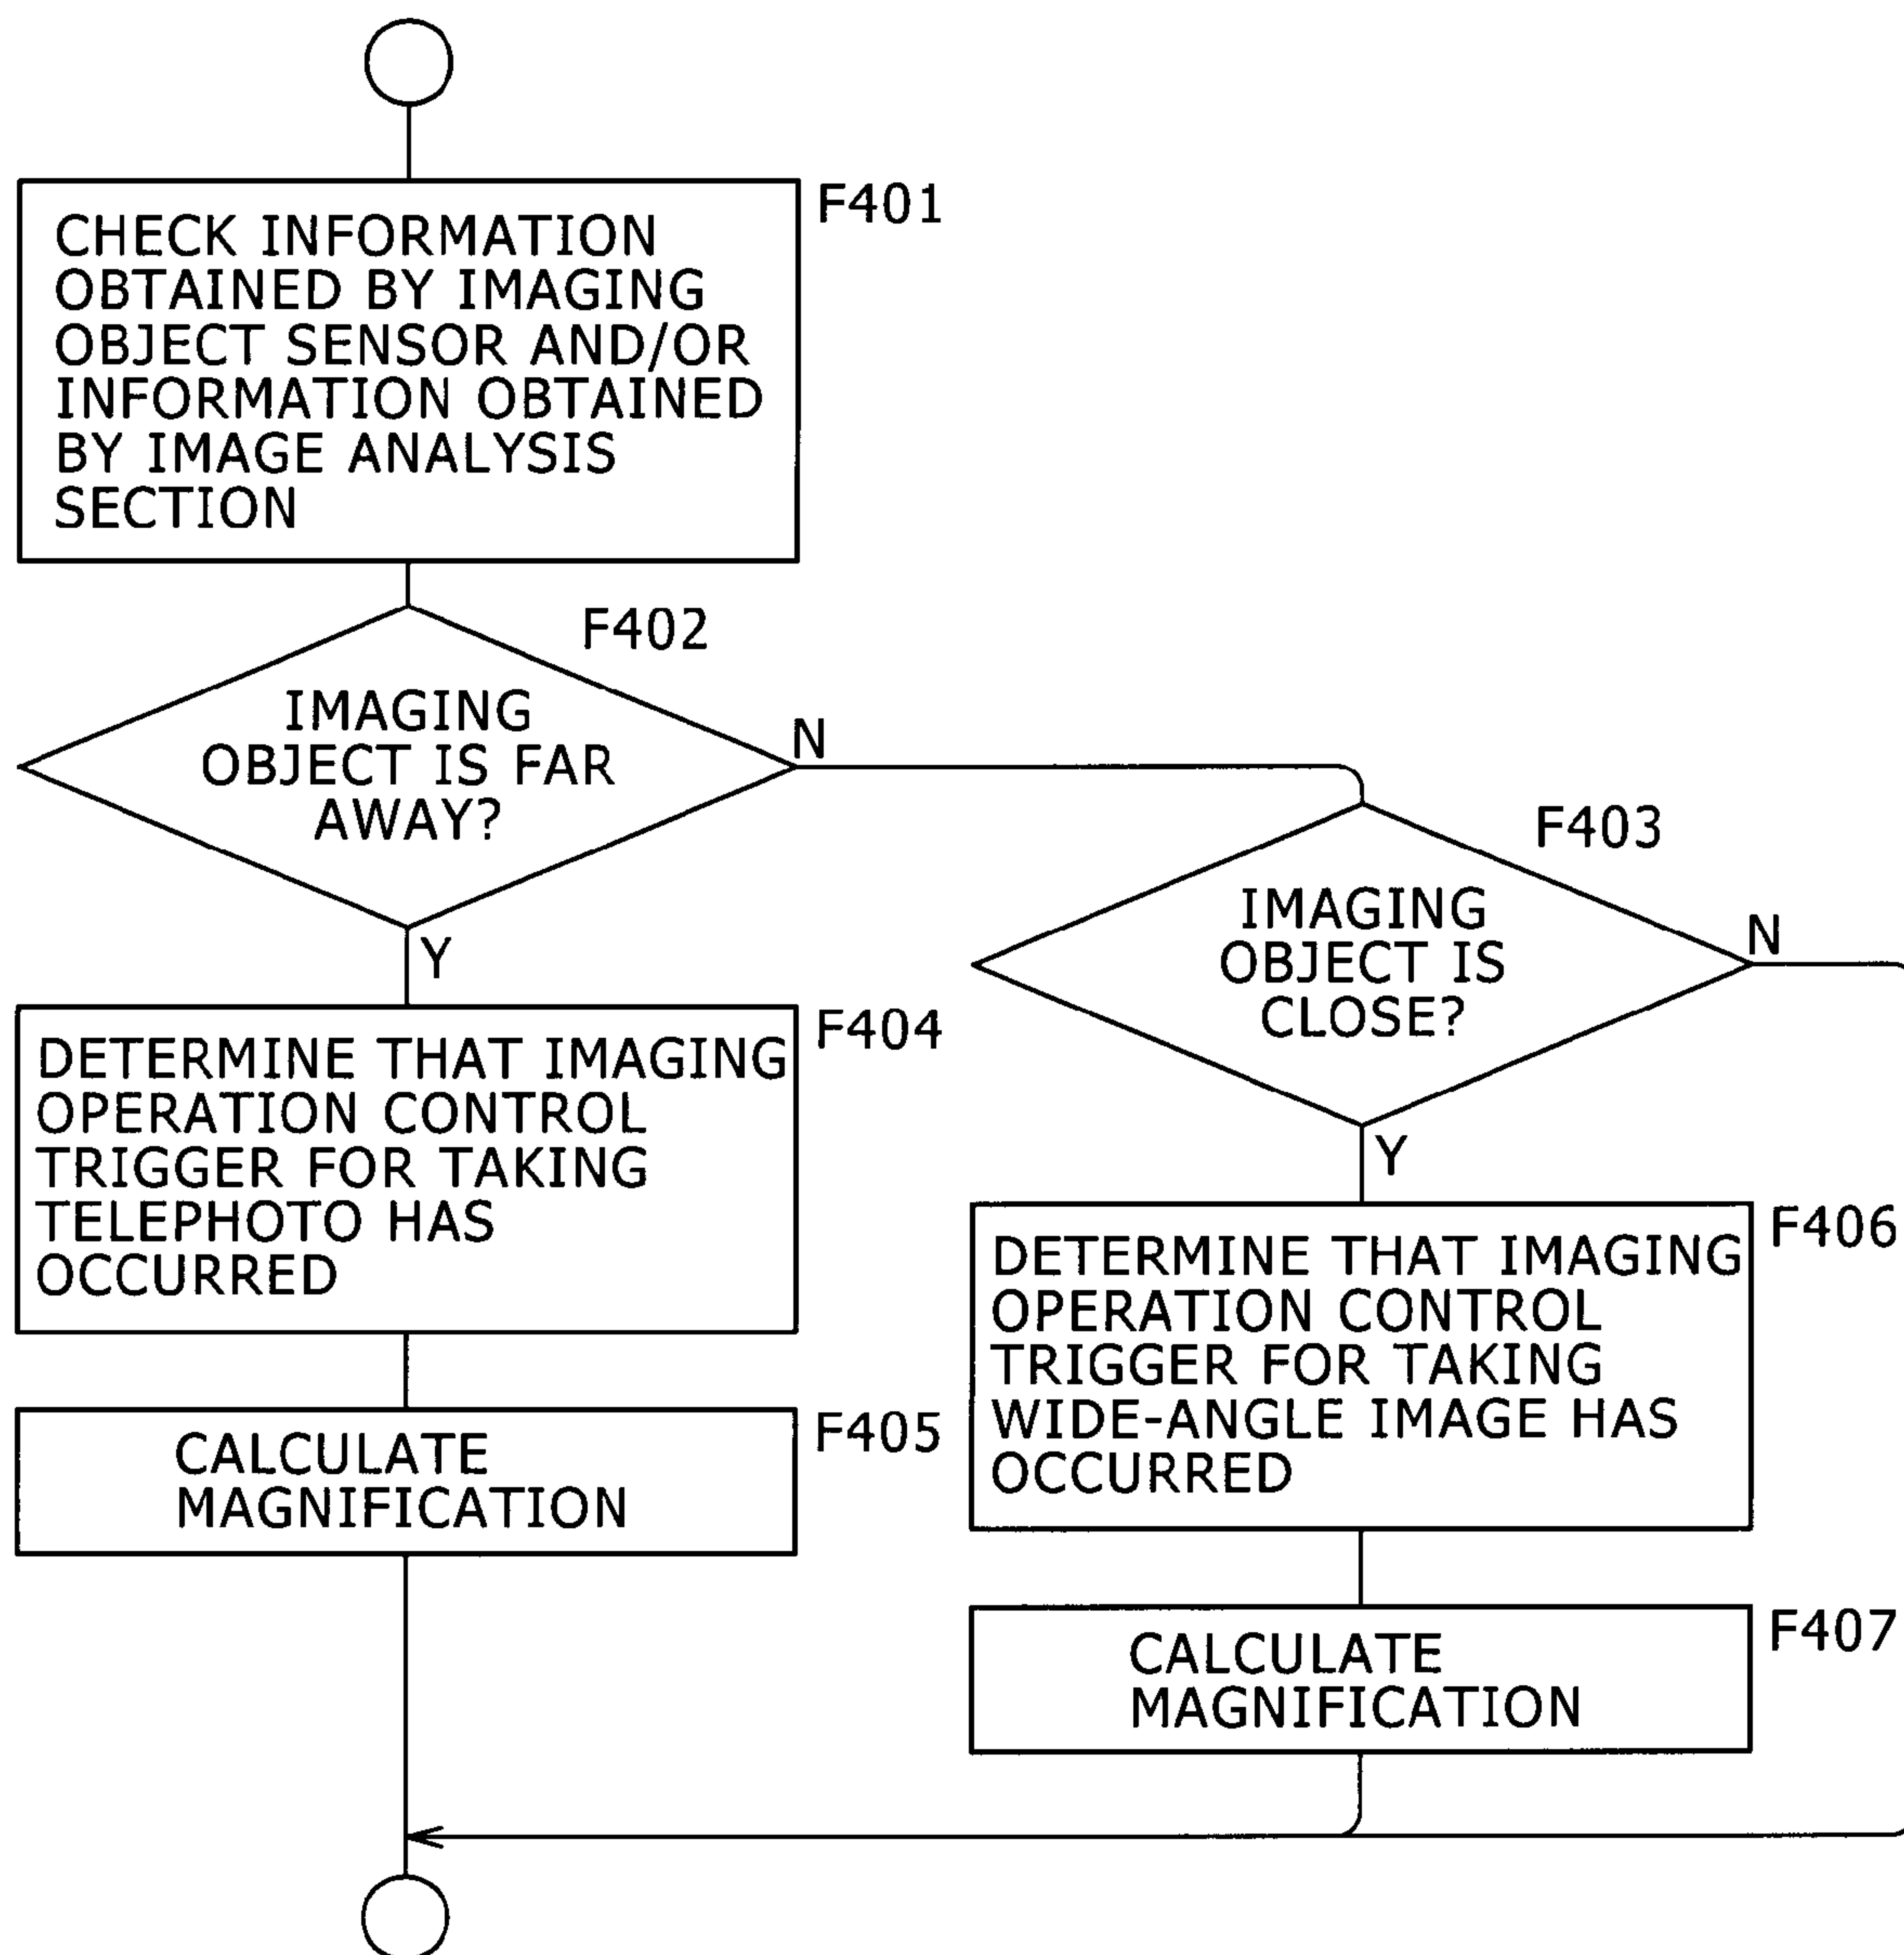 F401
CHECK INFORMATION
OBTAINED BY IMAGING
OBJECT SENSOR AND/OR
INFORMATION OBTAINED
BY IMAGE ANALYSIS
SECTION
F402
IMAGING
OBJECT IS FAR
AWAY?
N
Y
F403
IMAGING
OBJECT IS
CLOSE?
N
Y
F404
DETERMINE THAT IMAGING
OPERATION CONTROL
TRIGGER FOR TAKING
TELEPHOTO HAS
OCCURRED
F405
CALCULATE
MAGNIFICATION
F406
DETERMINE THAT IMAGING
OPERATION CONTROL
TRIGGER FOR TAKING
WIDE-ANGLE IMAGE HAS
OCCURRED
F407
CALCULATE
MAGNIFICATION